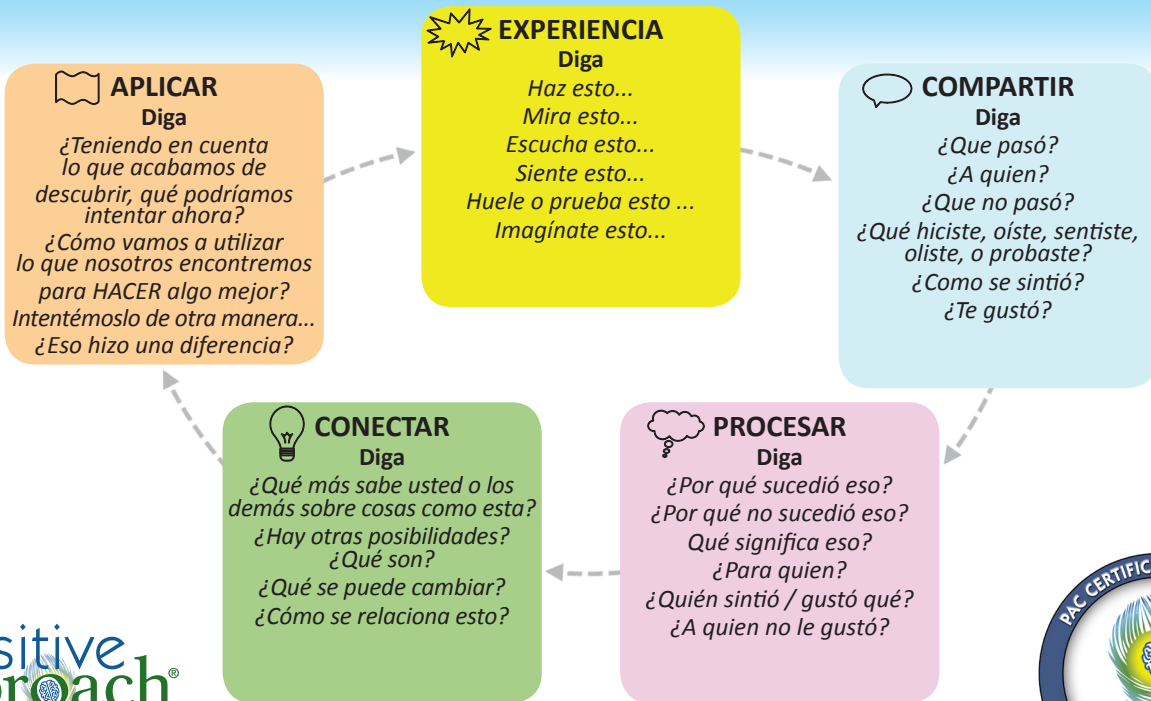 EXPERIENCIA
Diga
Haz esto...
Mira esto...
Escucha esto...
Siente esto...
Huele o prueba esto ...
Imagínate esto...
COMPARTIR
Diga
¿Que pasó?
¿A quien?
¿Que no pasó?
¿Qué hiciste, oíste, sentiste,
oliste, o probaste?
¿Como se sintió?
¿Te gustó?
PROCESAR
Diga
¿Por qué sucedió eso?
¿Por qué no sucedió eso?
Qué significa eso?
¿Para quien?
¿Quién sintió / gustó qué?
¿A quien no le gustó?
CONECTAR
Diga
¿Qué más sabe usted o los
demás sobre cosas como esta?
¿Hay otras posibilidades?
¿Qué son?
¿Qué se puede cambiar?
¿Cómo se relaciona esto?
APLICAR
Diga
¿Teniendo en cuenta
lo que acabamos de
descubrir, qué podríamos
intentar ahora?
¿Cómo vamos a utilizar
lo que nosotros encontremos
para HACER algo mejor?
Intentémoslo de otra manera...
¿Eso hizo una diferencia?
sitive
roach®
PAC CERTIFIC